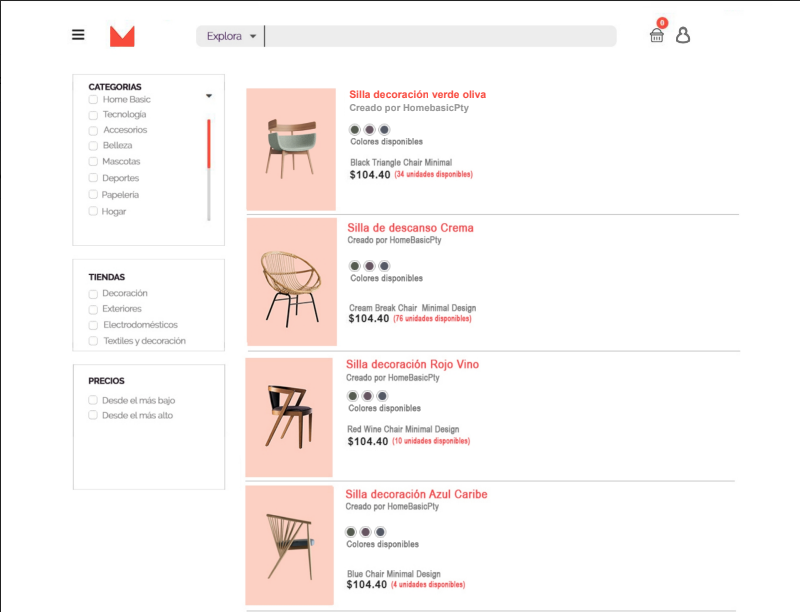 Explora
0
CATEGORIAS
Home Basic
Tecnología
Accesorios
Belleza
Mascotas
Deportes
Papelería
Hogar
TIENDAS
Decoración
Exteriores
Electrodomésticos
Textiles y decoración
PRECIOS
Desde el más bajo
Desde el más alto
Silla decoración verde oliva
Creado por HomebasicPty
Colores disponibles
Black Triangle Chair Minimal
$104.40 (34 unidades disponibles)
Silla de descanso Crema
Creado por HomeBasicPty
Colores disponibles
Cream Break Chair Minimal Design
$104.40 (76 unidades disponibles)
Silla decoración Rojo Vino
Creado por HomeBasicPty
Colores disponibles
Red Wine Chair Minimal Design
$104.40 (10 unidades disponibles)
Silla decoración Azul Caribe
Creado por HomeBasicPty
Colores disponibles
Blue Chair Minimal Design
$104.40 (4 unidades disponibles)